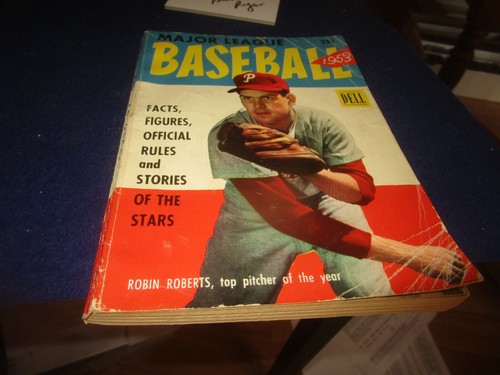 MAJOR LEAGUE
BASEBALL
1953
DELL
P
FACTS,
FIGURES,
OFFICIAL
RULES
and
STORIES
OF THE
STARS
ROBIN ROBERTS, top pitcher of the year